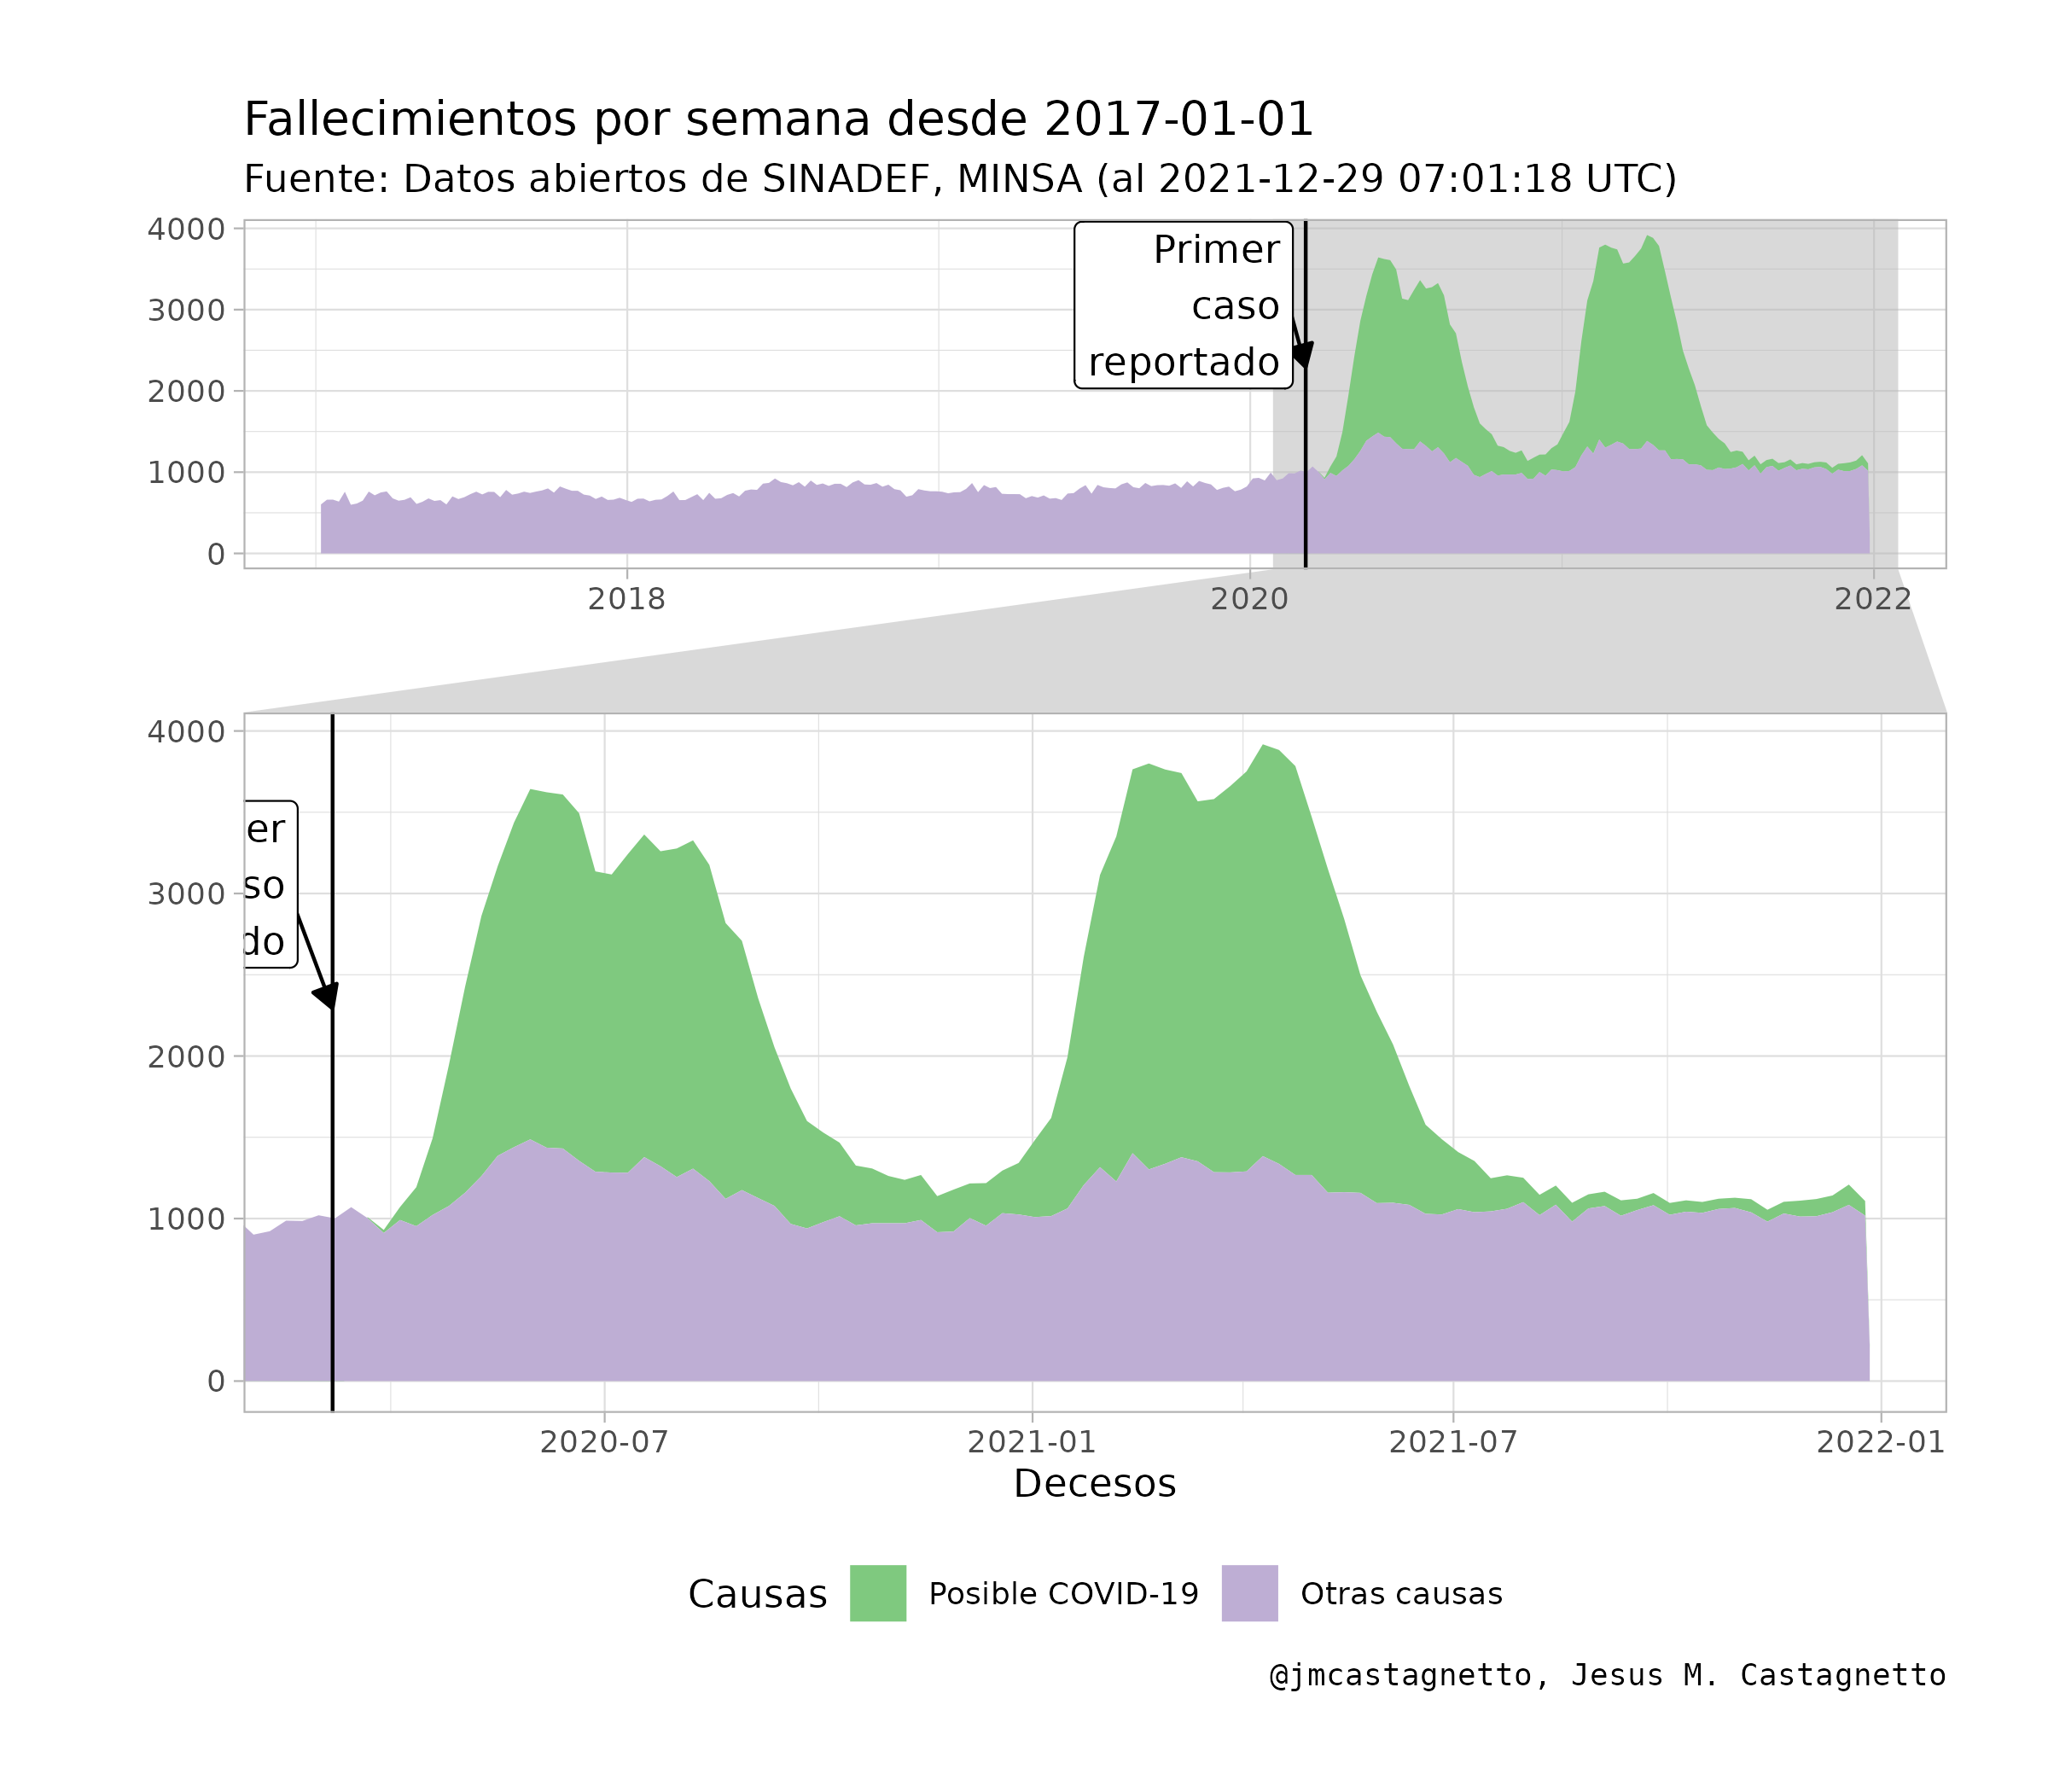 Fallecimientos por semana desde 2017-01-01
Fuente: Datos abiertos de SINADEF, MINSA (al 2021-12-29 07:01:18 UTC)
4000
3000
2000
1000
0
Primer
caso
reportado
2018
2020
2022
4000
3000
2000
1000
0
er
so
do
2020-07
2021-01
2021-07
2022-01
Decesos
Causas
Posible COVID-19
Otras causas
@jmcastagnetto, Jesus M. Castagnetto